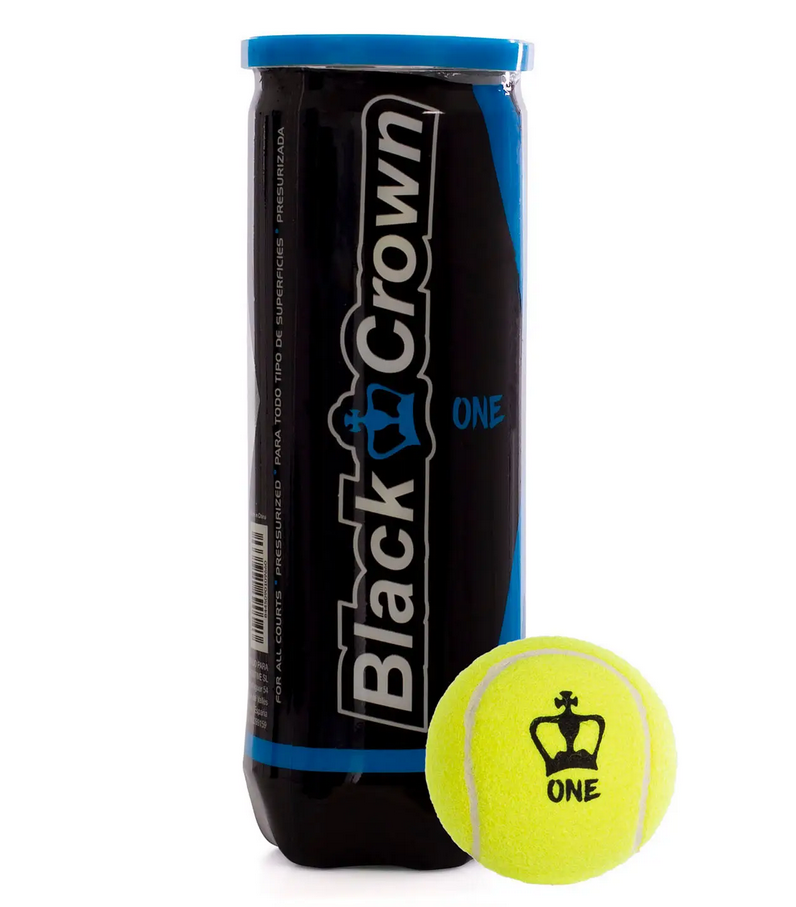 Black Crown
ONE
FOR ALL COURTS * PRESSURIZED * PARA TODO TIPO DE SUPERFICIES * PRESURIZADA
ONE